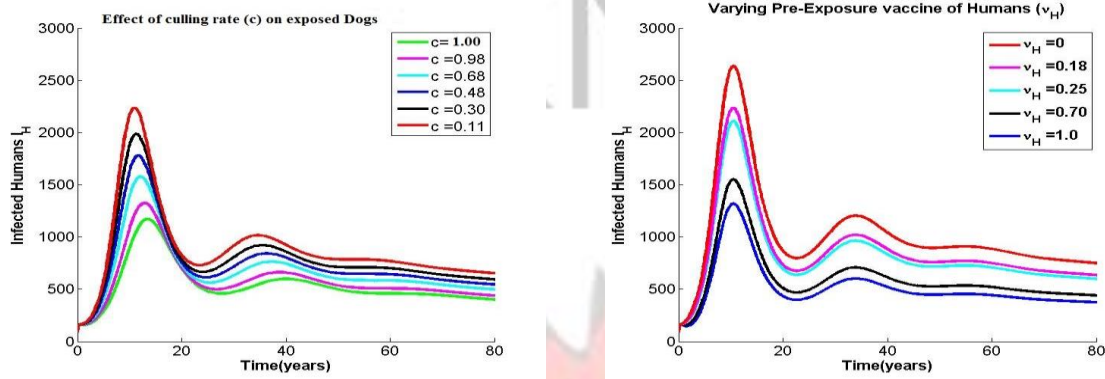 Effect of culling rate (c) on exposed Dogs
3000
2500
2000
1500
1000
500
0
Infected Humans I_H
c= 1.00
c=0.98
c=0.68
c=0.48
c=0.30
c=0.11
0 20 40 60 80
Time(years)
Varying Pre-Exposure vaccine of Humans (ν_H)
3000
2500
2000
1500
1000
500
0
Infected Humans I_H
ν_H =0
ν_H =0.18
ν_H =0.25
ν_H =0.70
ν_H =1.0
0 20 40 60 80
Time(years)